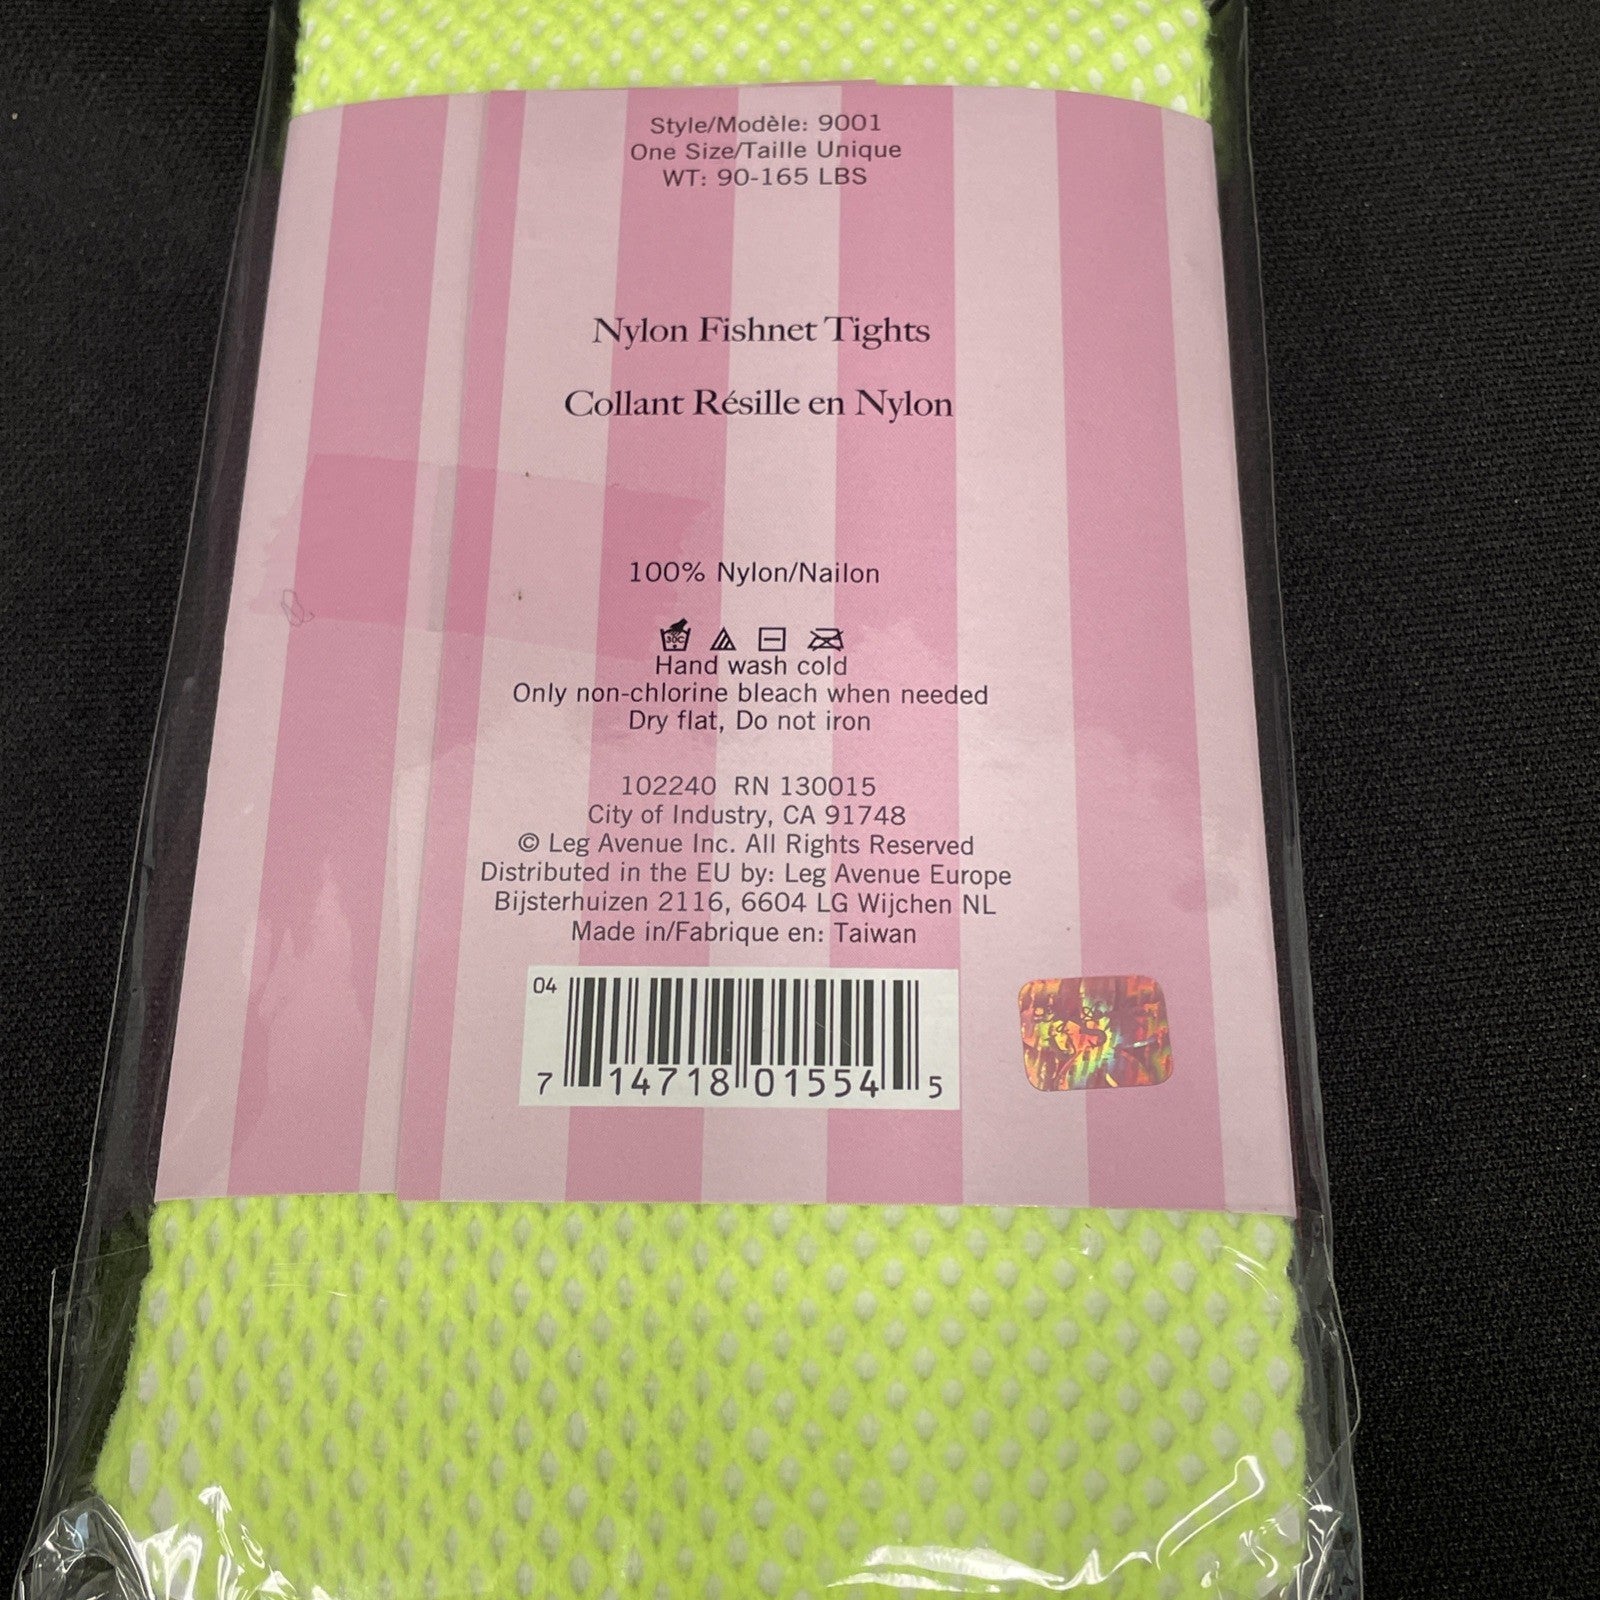 Style/Modèle: 9001
One Size/Taille Unique
WT: 90-165 LBS
Nylon Fishnet Tights
Collant Résille en Nylon
100% Nylon/Nailon
30C
Hand wash cold
Only non-chlorine bleach when needed
Dry flat, Do not iron
102240 RN 130015
City of Industry, CA 91748
© Leg Avenue Inc. All Rights Reserved
Distributed in the EU by: Leg Avenue Europe
Bijsterhuizen 2116, 6604 LG Wijchen NL
Made in/Fabrique en: Taiwan
04
7 14718 01554 5